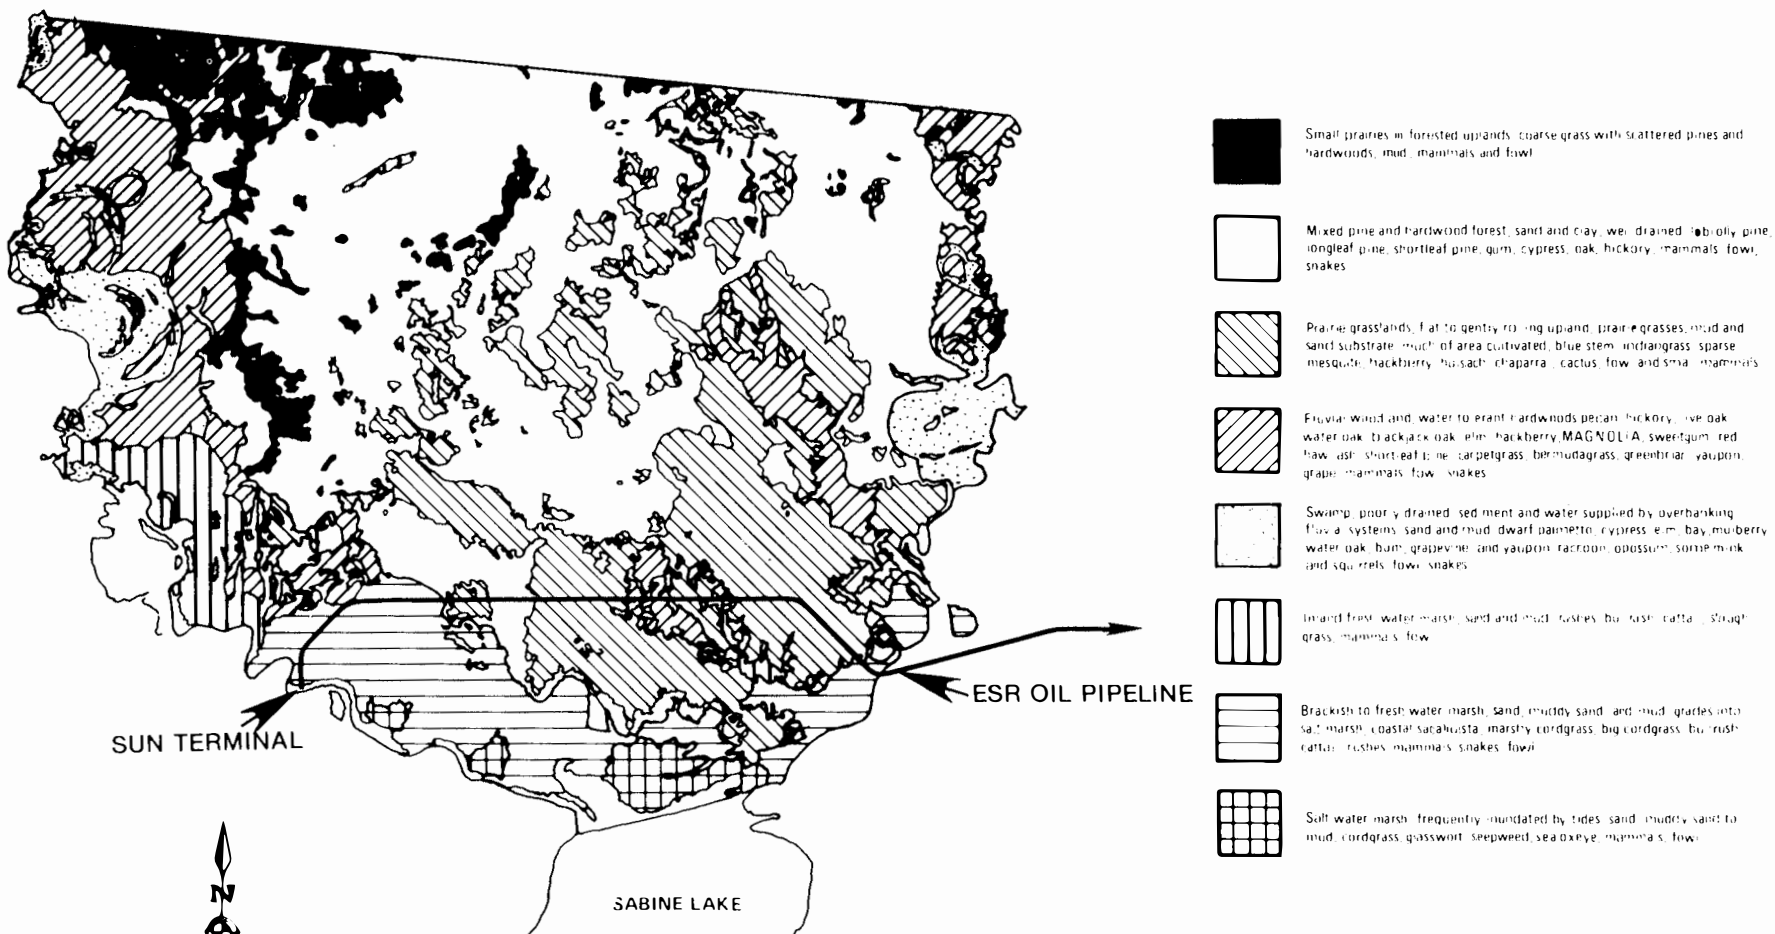 Small prairies in forested uplands, coarse grass with scattered pines and
hardwoods, mud, mammals and fowl
Mixed pine and hardwood forest, sand and clay, well drained, loblolly pine,
longleaf pine, shortleaf pine, gum, cypress, oak, hickory, mammals, fowl,
snakes
Prairie grasslands, flat to gently rolling upland, prairie grasses, mud and
sand substrate, much of area cultivated, blue stem, indiangrass, sparse
mesquite, hackberry, huisach, chaparral, cactus, fowl and small mammals
Fluvial woodland, water tolerant hardwoods pecan, hickory, live oak
water oak, blackjack oak, elm, hackberry, MAGNOLIA, sweetgum, red
haw, ash, shortleaf pine, carpetgrass, bermudagrass, greenbriar, yaupon,
grape, mammals, fowl, snakes
Swamp, poorly drained, sediment and water supplied by overbanking
fluvial systems, sand and mud, dwarf palmetto, cypress, elm, bay, mulberry
water oak, grapevine, and yaupon, raccoon, opossum, some mink
and squirrels, fowl, snakes
Inland fresh water marsh, sand and mud, rushes, bulrush, cattail, slough
grass, mammals, fowl
Brackish to fresh water marsh, sand, muddy sand, and mud, grades into
salt marsh, coastal sacahuista, marshy cordgrass, big cordgrass, bulrush
cattail, rushes, mammals, snakes, fowl
Salt water marsh, frequently inundated by tides, sand, muddy sand to
mud, cordgrass, glasswort, seepweed, sea oxeye, mammals, fowl
ESR OIL PIPELINE
SUN TERMINAL
N
SABINE LAKE